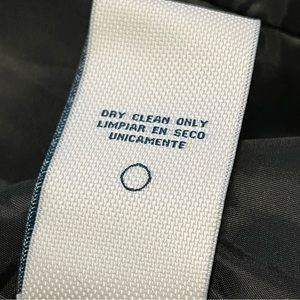 DRY CLEAN ONLY
LIMPIAR EN SECO
UNICAMENTE